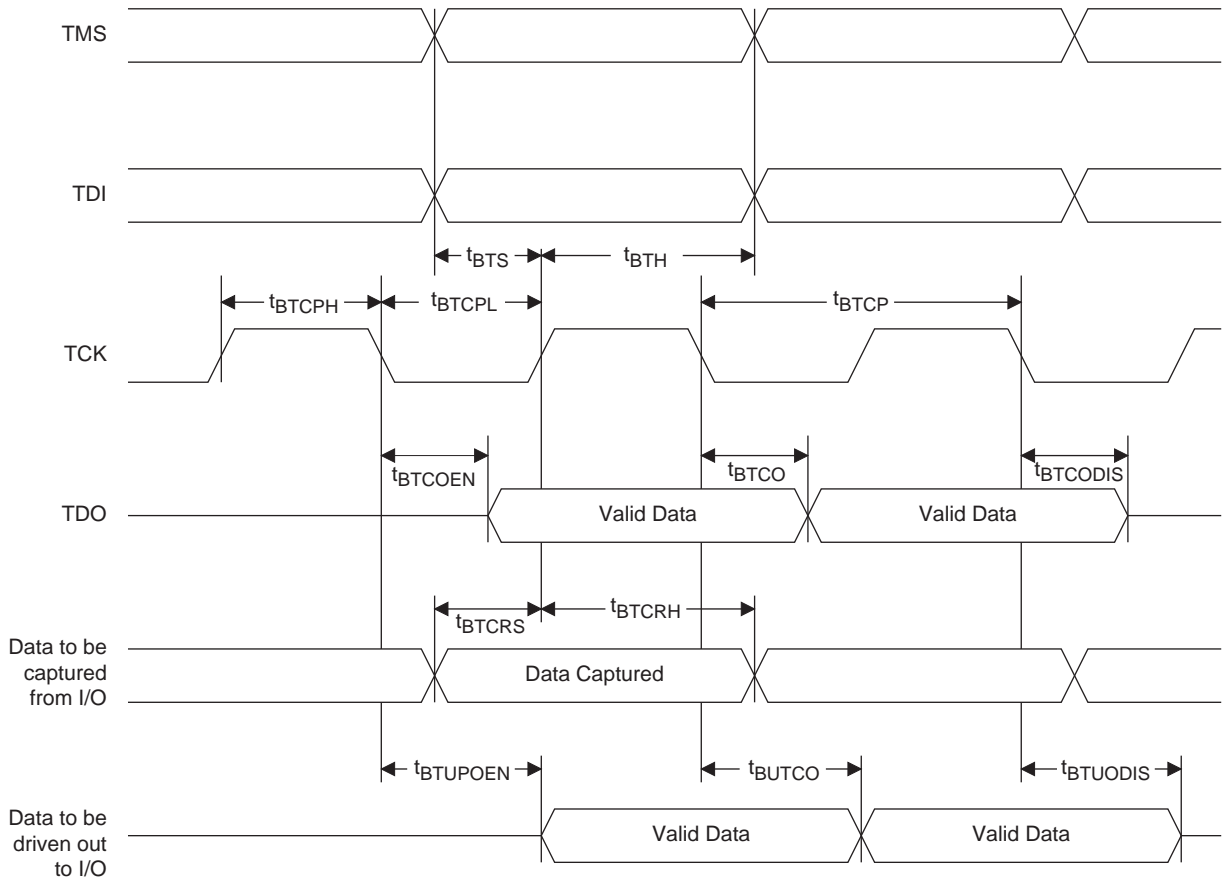 TMS
TDI
tBTS
tBTH
tBTCPH
tBTCPL
tBTCP
TCK
tBTCOEN
tBTCO
tBTCODIS
TDO
Valid Data
Valid Data
tBTCRS
tBTCRH
Data to be
captured
from I/O
Data Captured
tBTUPOEN
tBUTCO
tBTUODIS
Data to be
driven out
to I/O
Valid Data
Valid Data